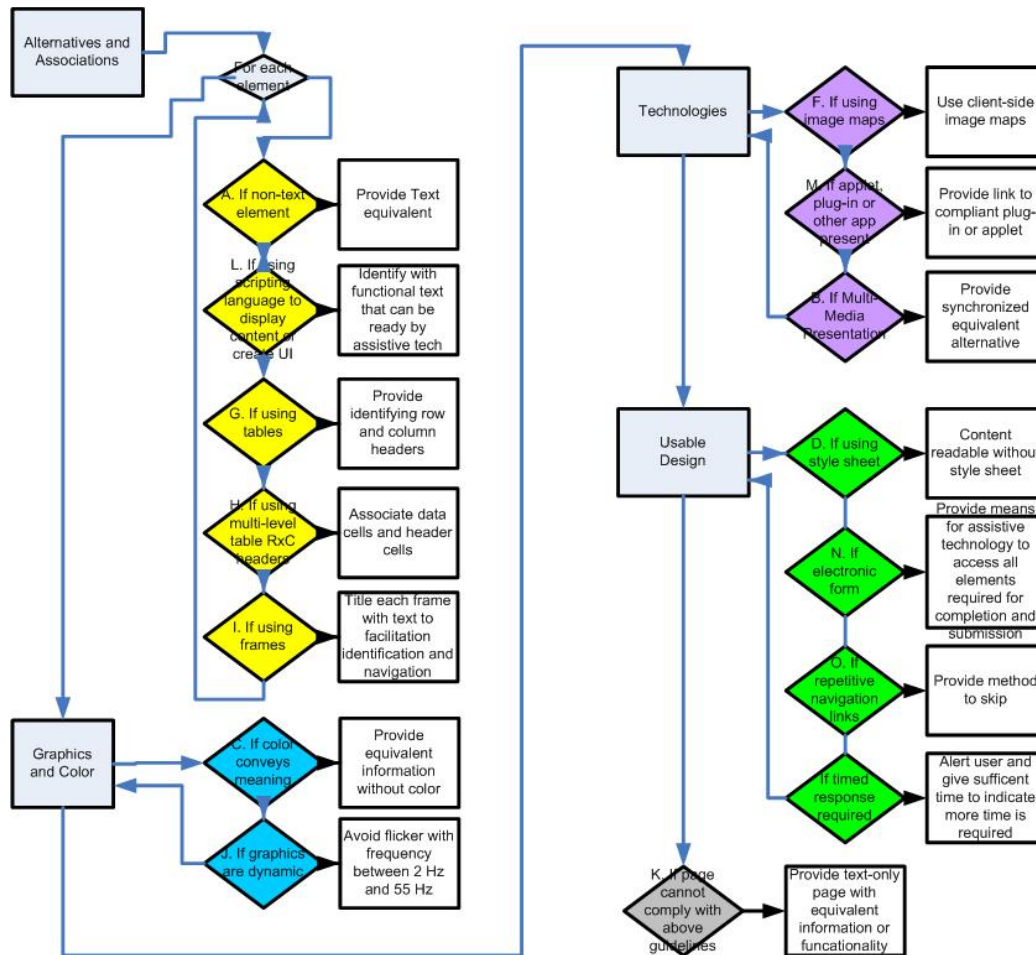 Alternatives and
Associations
For each
element
A. If non-text
element
Provide Text
equivalent
L. If using
scripting
language to
display
content or
create UI
Identify with
functional text
that can be
ready by
assistive tech
G. If using
tables
Provide
identifying row
and column
headers
H. If using
multi-level
table RxC
headers
Associate data
cells and header
cells
I. If using
frames
Title each frame
with text to
facilitation
identification and
navigation
Graphics
and Color
C. If color
conveys
meaning
Provide
equivalent
information
without color
J. If graphics
are dynamic
Avoid flicker with
frequency
between 2 Hz
and 55 Hz
Technologies
F. If using
image maps
Use client-side
image maps
M. If applet,
plug-in or
other app
present
Provide link to
compliant plug-
in or applet
B. If Multi-
Media
Presentation
Provide
synchronized
equivalent
alternative
Usable
Design
D. If using
style sheet
Content
readable without
style sheet
N. If
electronic
form
Provide means
for assistive
technology to
access all
elements
required for
completion and
submission
O. If
repetitive
navigation
links
Provide method
to skip
If timed
response
required
Alert user and
give sufficent
time to indicate
more time is
required
K. If page
cannot
comply with
above
guidelines
Provide text-only
page with
equivalent
information or
funcationality